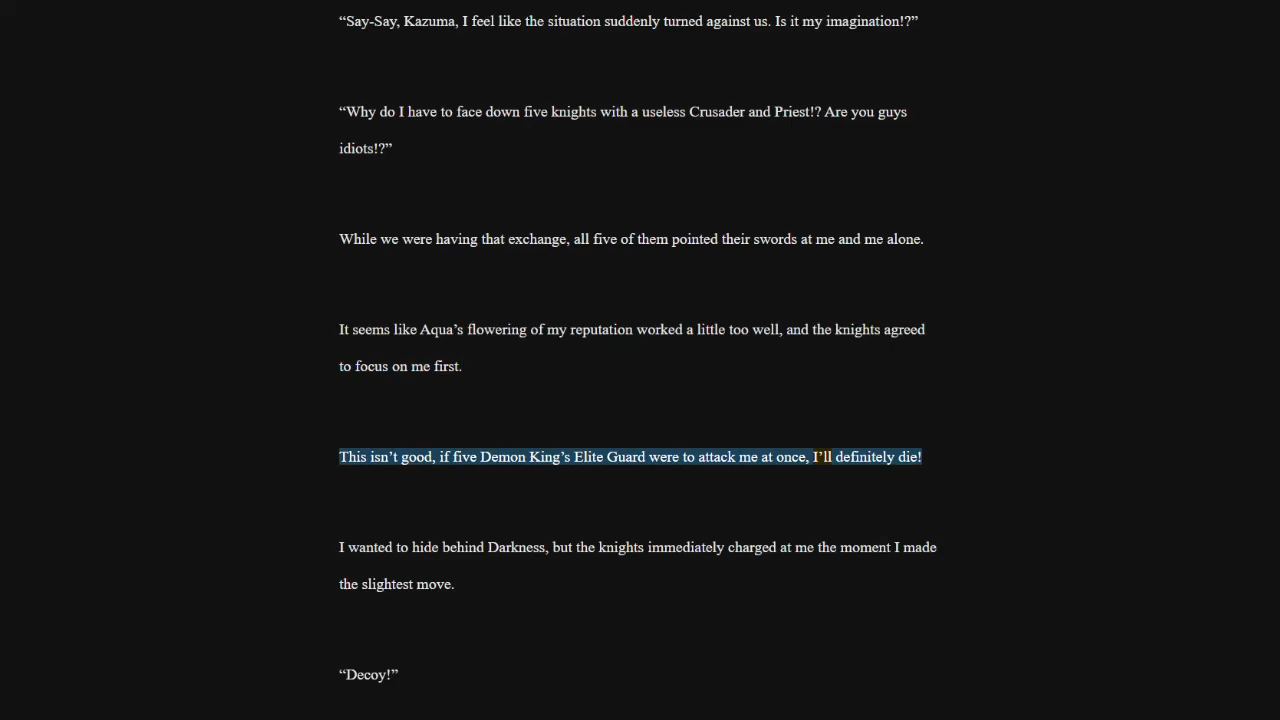 “Say-Say, Kazuma, I feel like the situation suddenly turned against us. Is it my imagination!?”
“Why do I have to face down five knights with a useless Crusader and Priest!? Are you guys
idiots!?”
While we were having that exchange, all five of them pointed their swords at me and me alone.
It seems like Aqua’s flowering of my reputation worked a little too well, and the knights agreed
to focus on me first.
This isn’t good, if five Demon King’s Elite Guard were to attack me at once, I’ll definitely die!
I wanted to hide behind Darkness, but the knights immediately charged at me the moment I made
the slightest move.
“Decoy!”